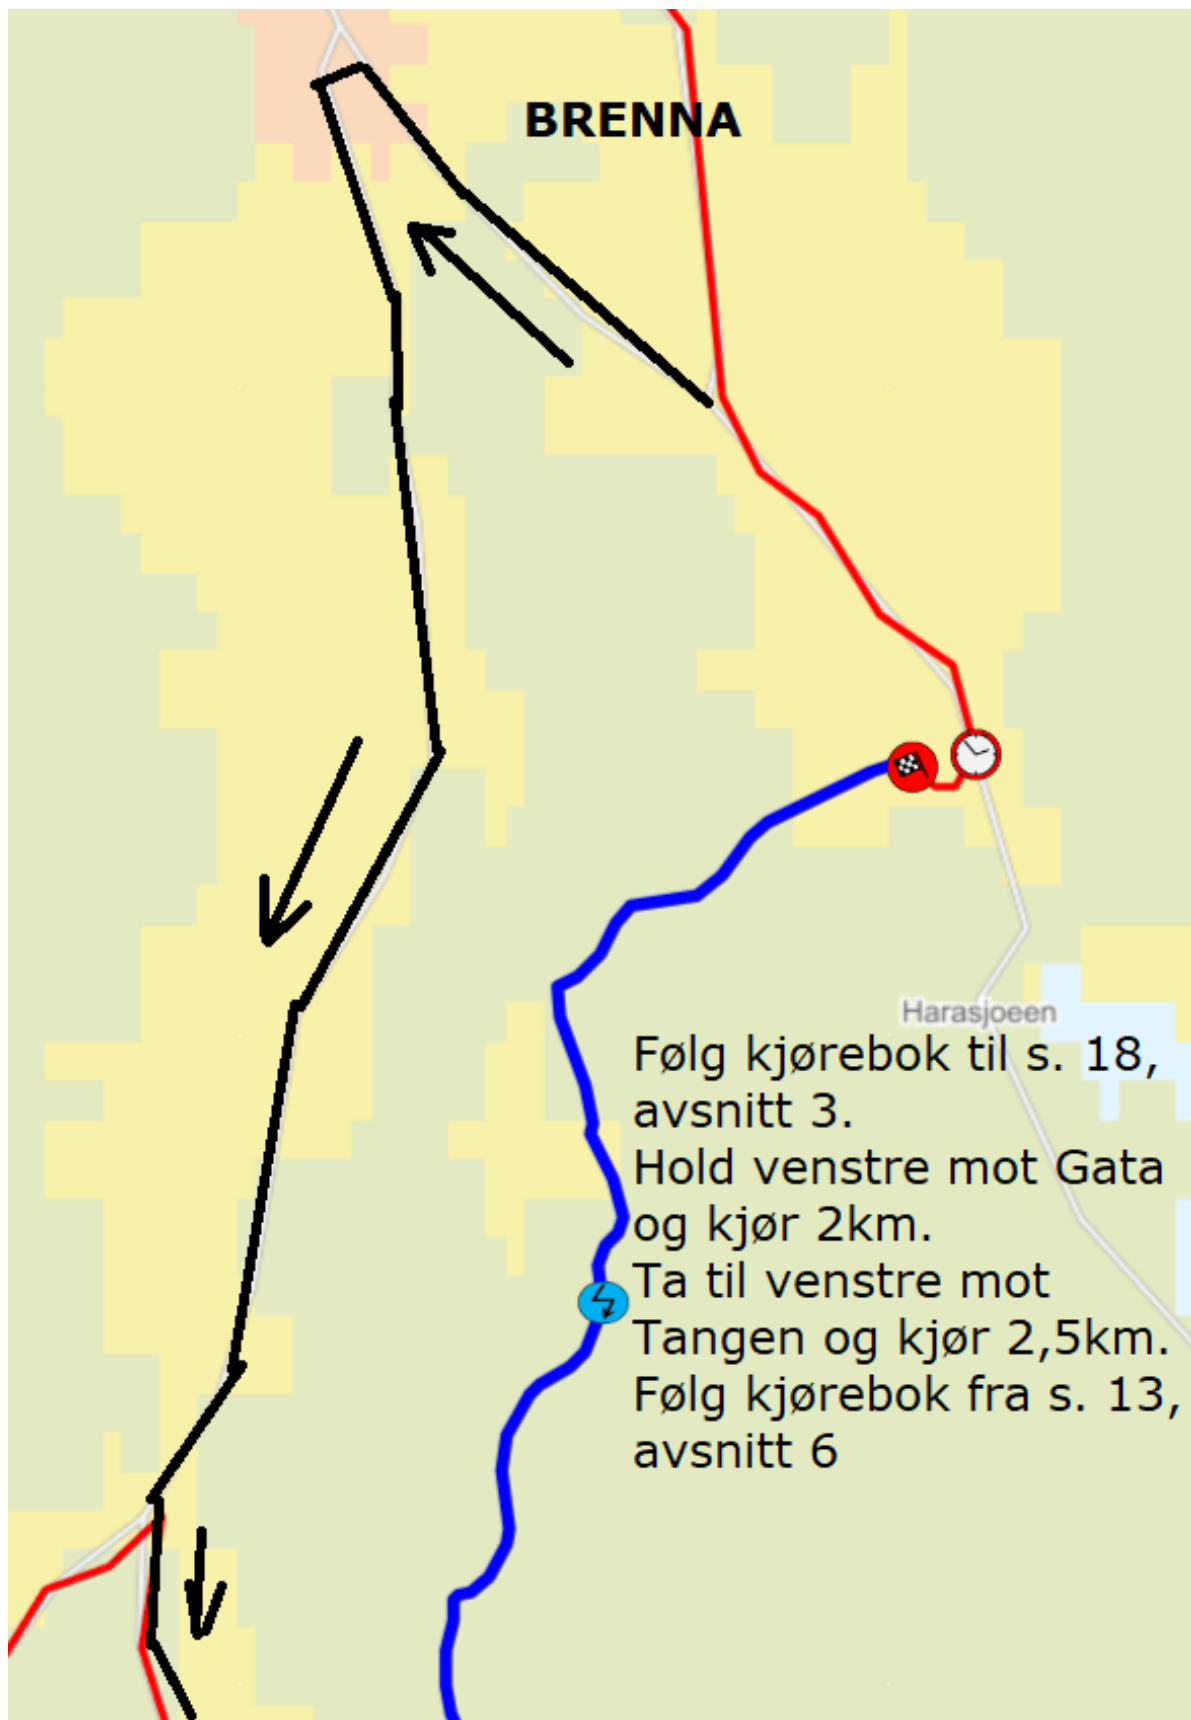 BRENNA
Harasjoeen
Følg kjørebok til s. 18,
avsnitt 3.
Hold venstre mot Gata
og kjør 2km.
Ta til venstre mot
Tangen og kjør 2,5km.
Følg kjørebok fra s. 13,
avsnitt 6